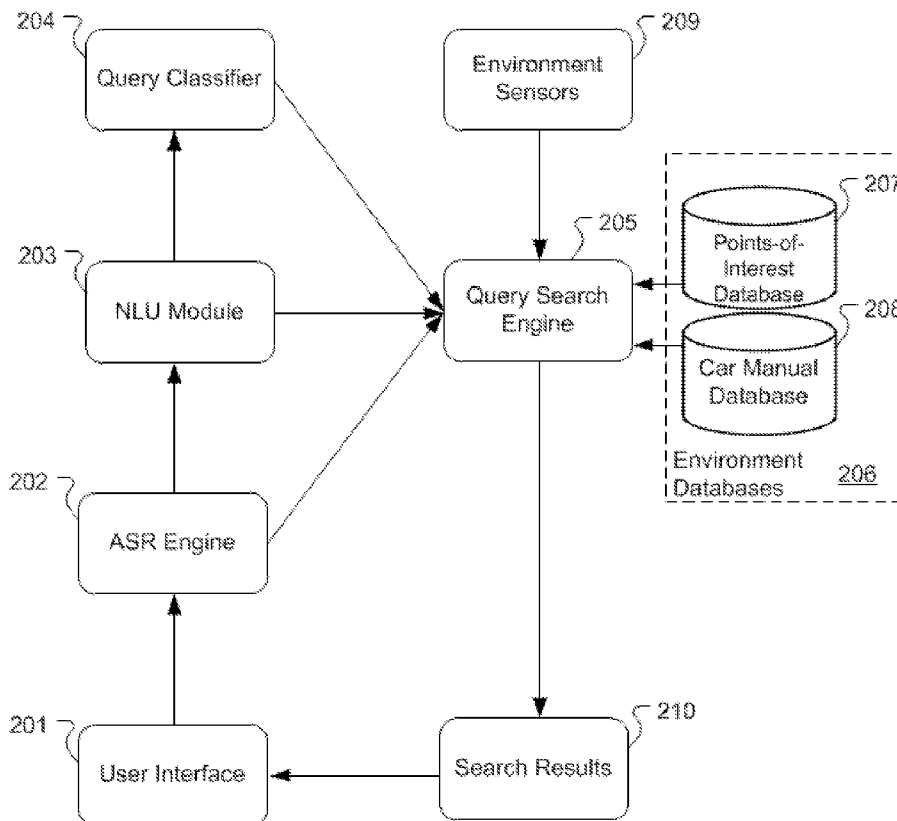 204
Query Classifier
209
Environment
Sensors
207
Points-of-
Interest
Database
205
Query Search
Engine
203
NLU Module
208
Car Manual
Database
Environment
Databases
206
202
ASR Engine
201
User Interface
210
Search Results